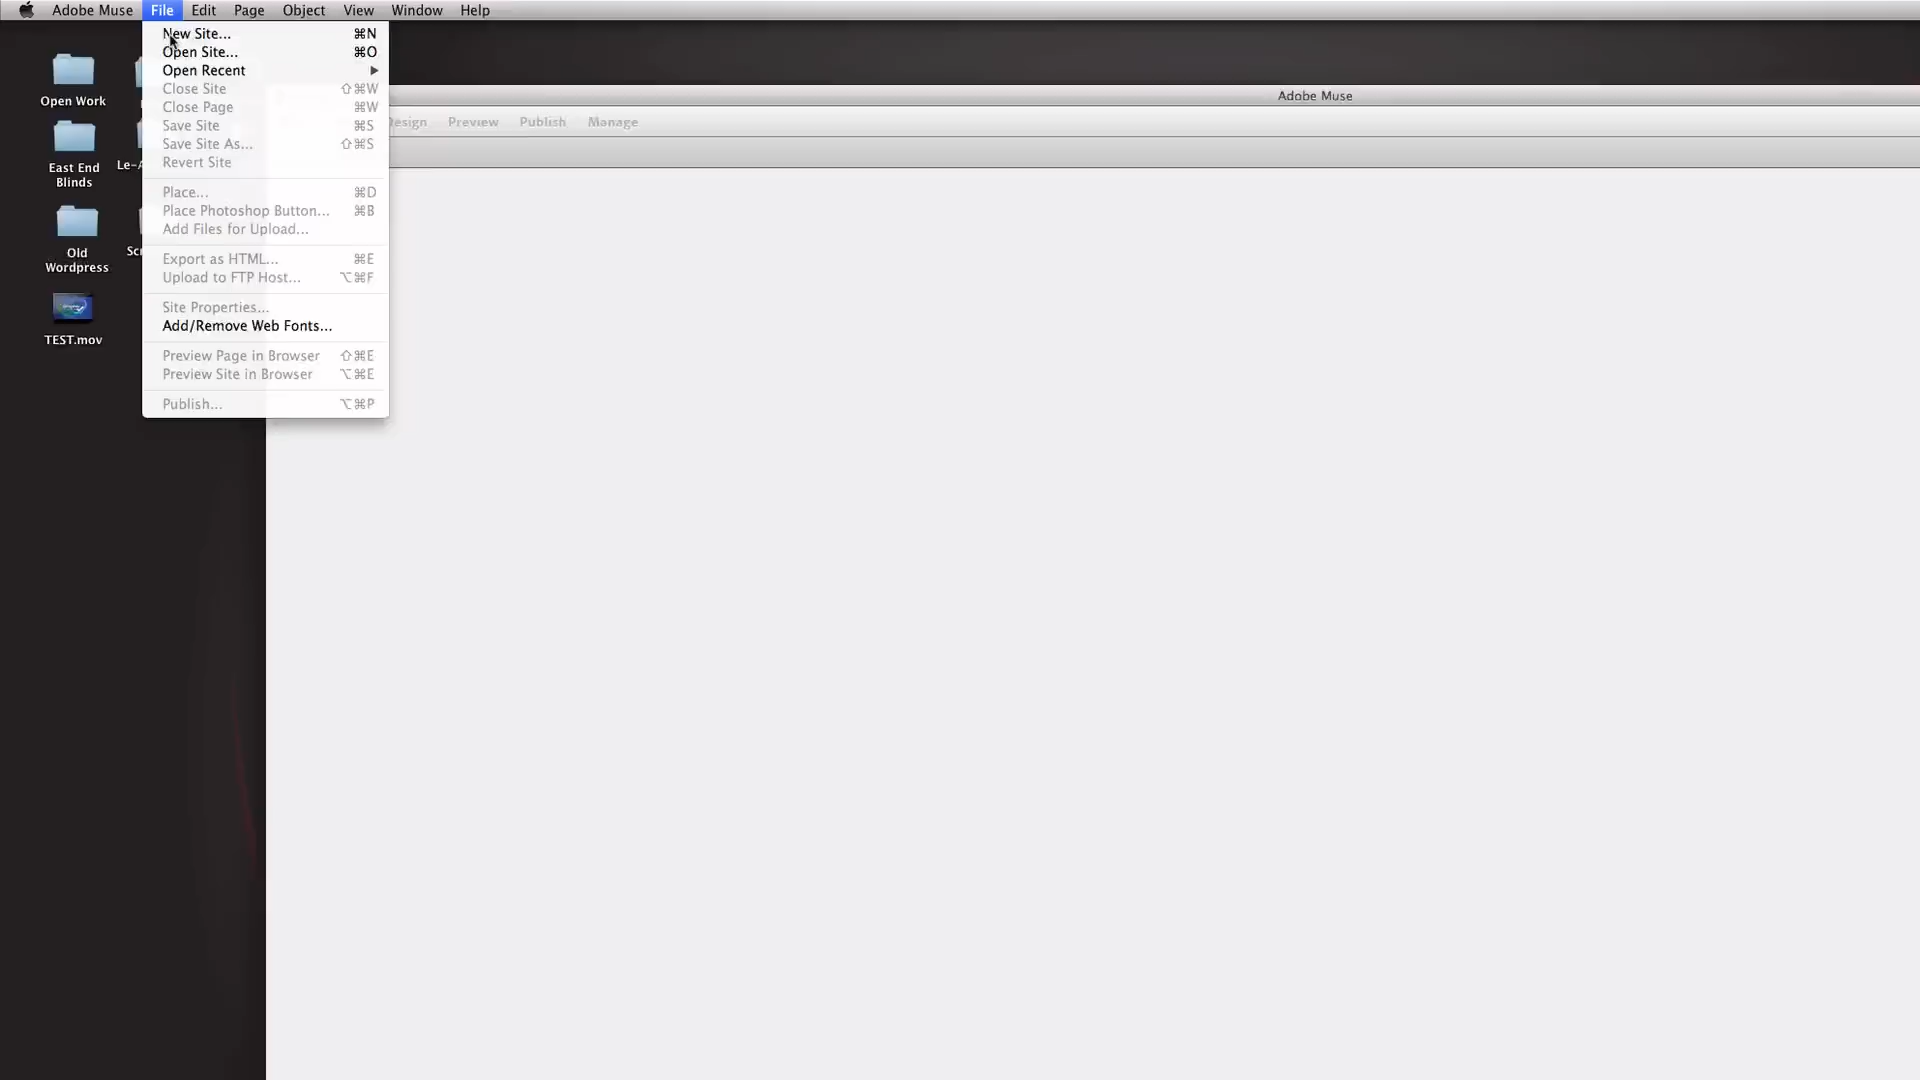 Adobe Muse File Edit Page Object View Window Help
New Site... ⌘N
Open Site... ⌘O
Open Recent ▶
Close Site ⇧⌘W
Close Page ⌘W
Save Site ⌘S
Save Site As... ⇧⌘S
Revert Site
Place... ⌘D
Place Photoshop Button... ⌘B
Add Files for Upload...
Export as HTML... ⌘E
Upload to FTP Host... ⌥⌘F
Site Properties...
Add/Remove Web Fonts...
Preview Page in Browser ⇧⌘E
Preview Site in Browser ⌥⌘E
Publish... ⌥⌘P
Adobe Muse
esign Preview Publish Manage
Open Work
East End
Blinds
Le-
Old
Wordpress
Sc
TEST.mov